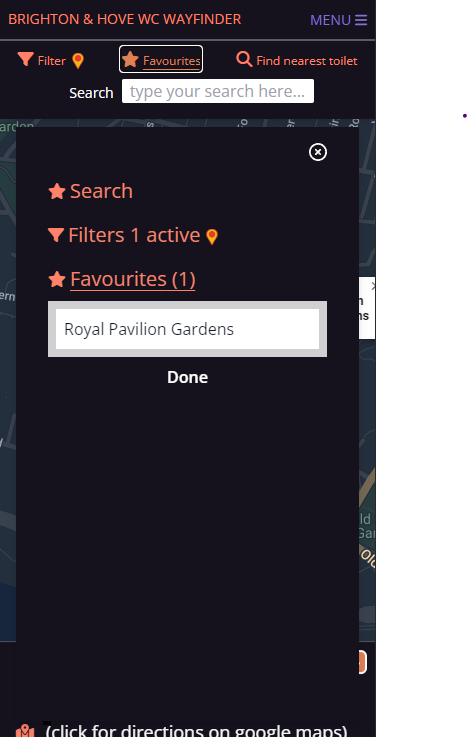 BRIGHTON & HOVE WC WAYFINDER
MENU
Filter
Favourites
Find nearest toilet
Search
type your search here...
Search
Filters 1 active
Favourites (1)
Royal Pavilion Gardens
Done
(click for directions on google maps)